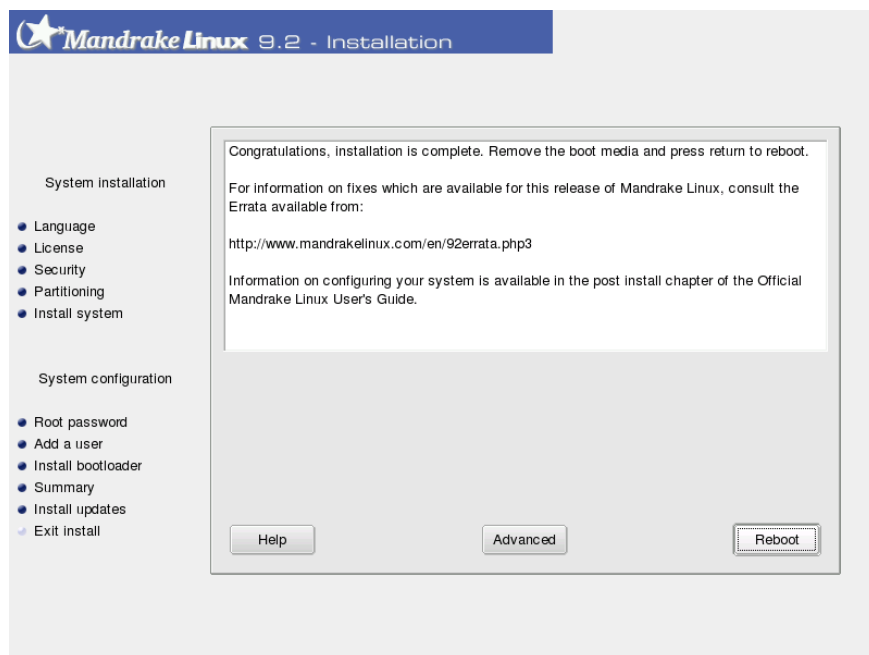 Mandrake Linux 9.2 - Installation
System installation
Language
License
Security
Partitioning
Install system
System configuration
Root password
Add a user
Install bootloader
Summary
Install updates
Exit install
Congratulations, installation is complete. Remove the boot media and press return to reboot.
For information on fixes which are available for this release of Mandrake Linux, consult the
Errata available from:
http://www.mandrakelinux.com/en/92errata.php3
Information on configuring your system is available in the post install chapter of the Official
Mandrake Linux User's Guide.
Help
Advanced
Reboot